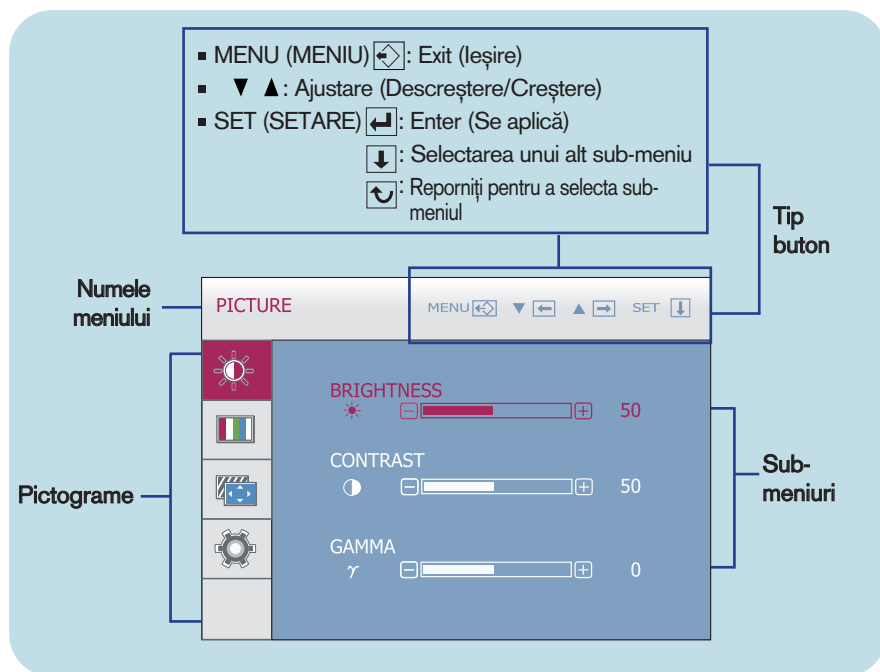 ▪ MENU (MENIU) : Exit (Ieșire)
▪ ▼ ▲ : Ajustare (Descreștere/Creștere)
▪ SET (SETARE) : Enter (Se aplică)
: Selectarea unui alt sub-meniu
: Reporniți pentru a selecta sub-
meniul
Tip
buton
Numele
meniului
PICTURE
MENU ▼ ▲ SET
BRIGHTNESS
50
CONTRAST
50
GAMMA
γ 0
Pictograme
Sub-
meniuri